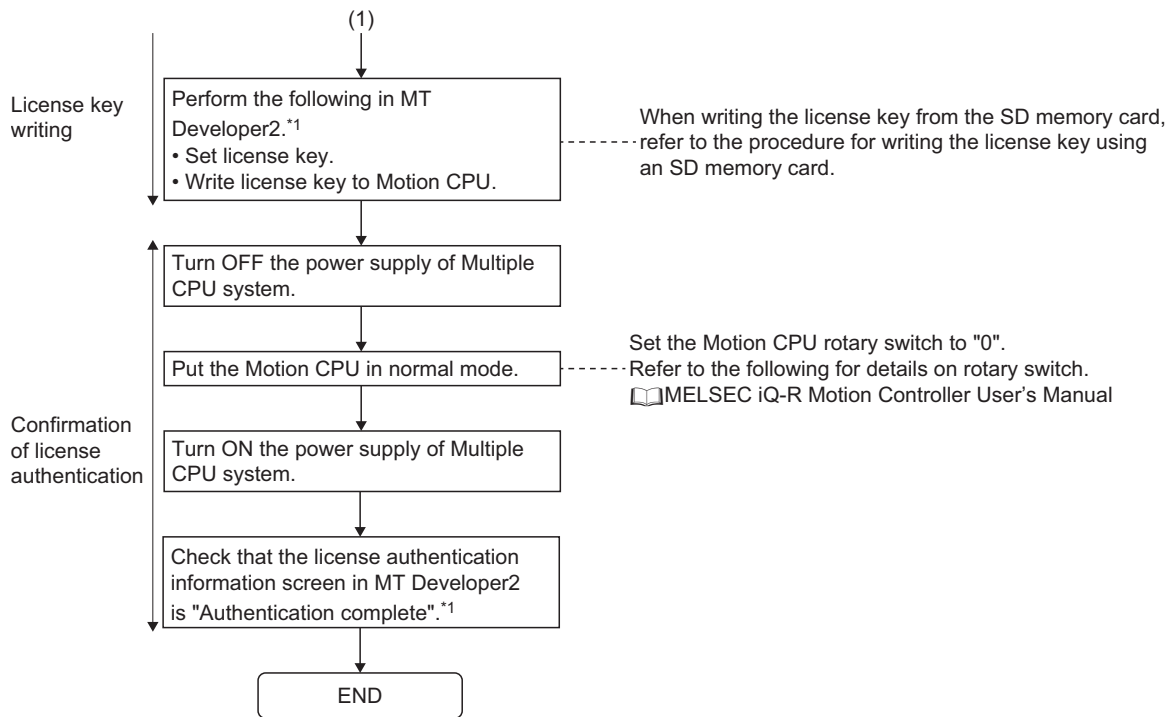 (1)
License key
writing
Perform the following in MT
Developer2.*1
• Set license key.
• Write license key to Motion CPU.
When writing the license key from the SD memory card,
refer to the procedure for writing the license key using
an SD memory card.
Confirmation
of license
authentication
Turn OFF the power supply of Multiple
CPU system.
Put the Motion CPU in normal mode.
Set the Motion CPU rotary switch to "0".
Refer to the following for details on rotary switch.
MELSEC iQ-R Motion Controller User's Manual
Turn ON the power supply of Multiple
CPU system.
Check that the license authentication
information screen in MT Developer2
is "Authentication complete".*1
END